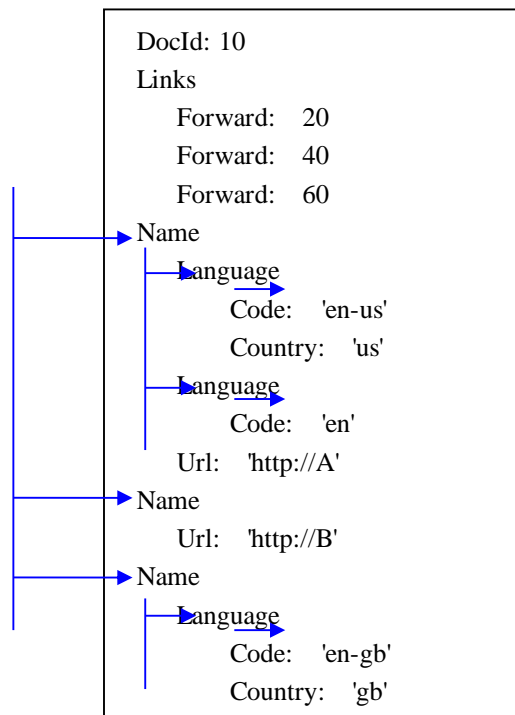 DocId: 10
Links
Forward: 20
Forward: 40
Forward: 60
Name
Language
Code: 'en-us'
Country: 'us'
Language
Code: 'en'
Url: 'http://A'
Name
Url: 'http://B'
Name
Language
Code: 'en-gb'
Country: 'gb'